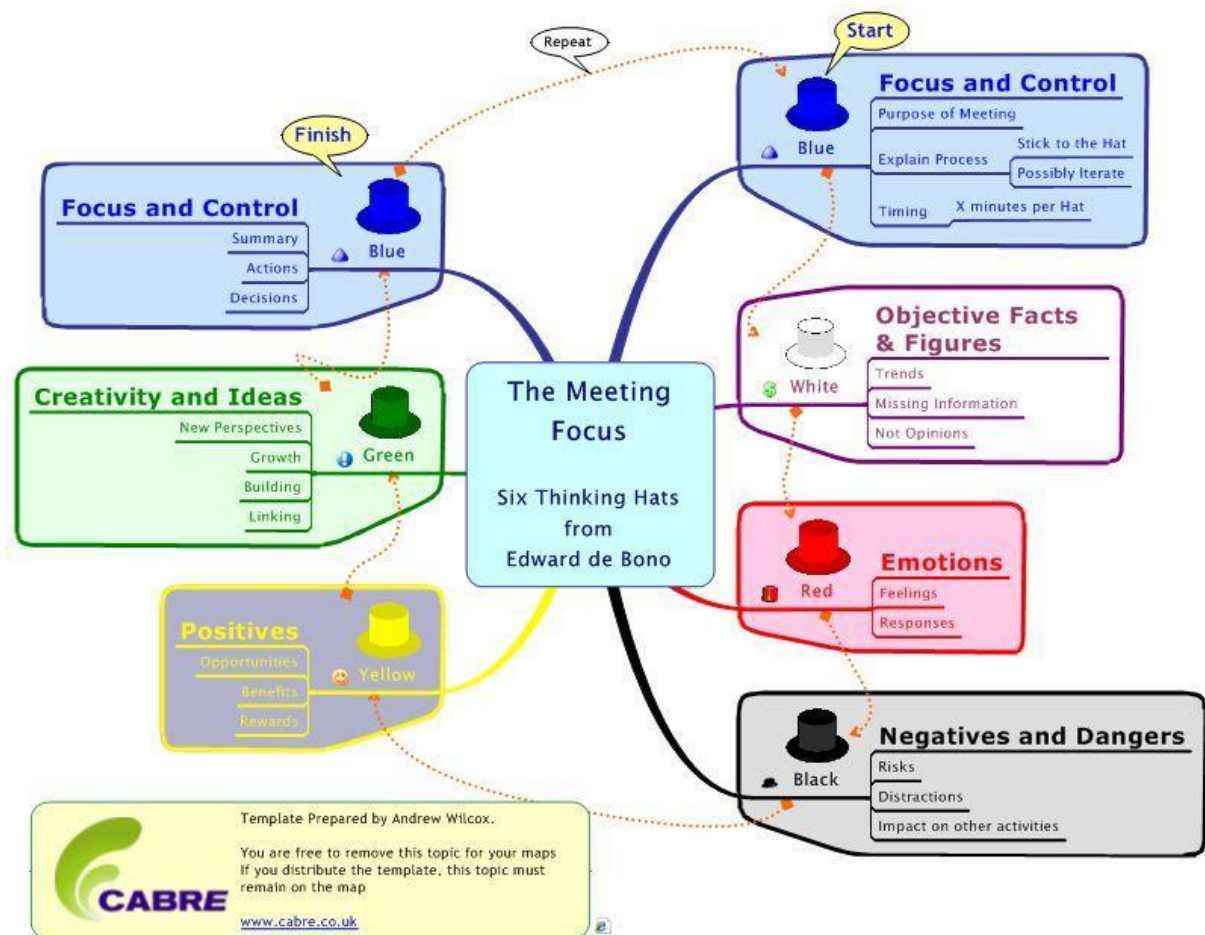 Repeat
Start
Focus and Control
Purpose of Meeting
Blue
Explain Process
Stick to the Hat
Possibly Iterate
Timing
X minutes per Hat
Objective Facts
& Figures
White
Trends
Missing Information
Not Opinions
Emotions
Red
Feelings
Responses
Negatives and Dangers
Black
Risks
Distractions
Impact on other activities
Positives
Yellow
Opportunities
Benefits
Rewards
Creativity and Ideas
Green
New Perspectives
Growth
Building
Linking
Finish
Focus and Control
Blue
Summary
Actions
Decisions
The Meeting
Focus
Six Thinking Hats
from
Edward de Bono
CABRE
Template Prepared by Andrew Wilcox.
You are free to remove this topic for your maps
If you distribute the template, this topic must
remain on the map
www.cabre.co.uk